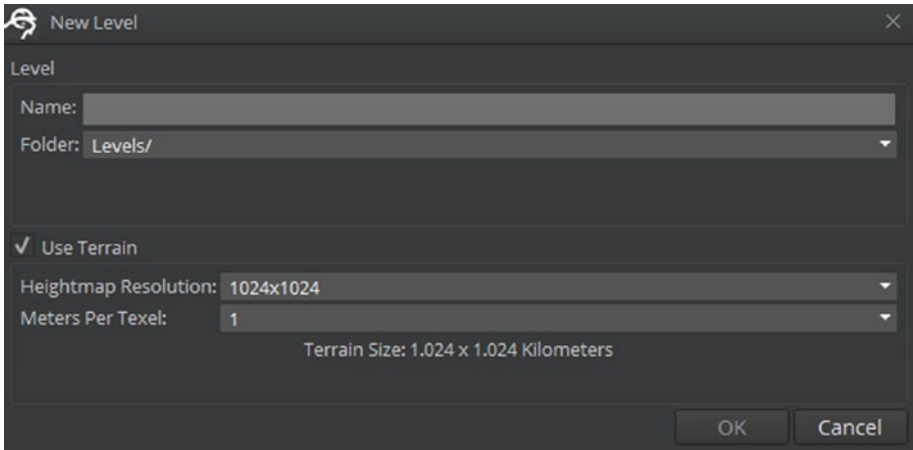 New Level
Level
Name:
Folder: Levels/
Use Terrain
Heightmap Resolution: 1024x1024
Meters Per Texel: 1
Terrain Size: 1.024 x 1.024 Kilometers
OK Cancel